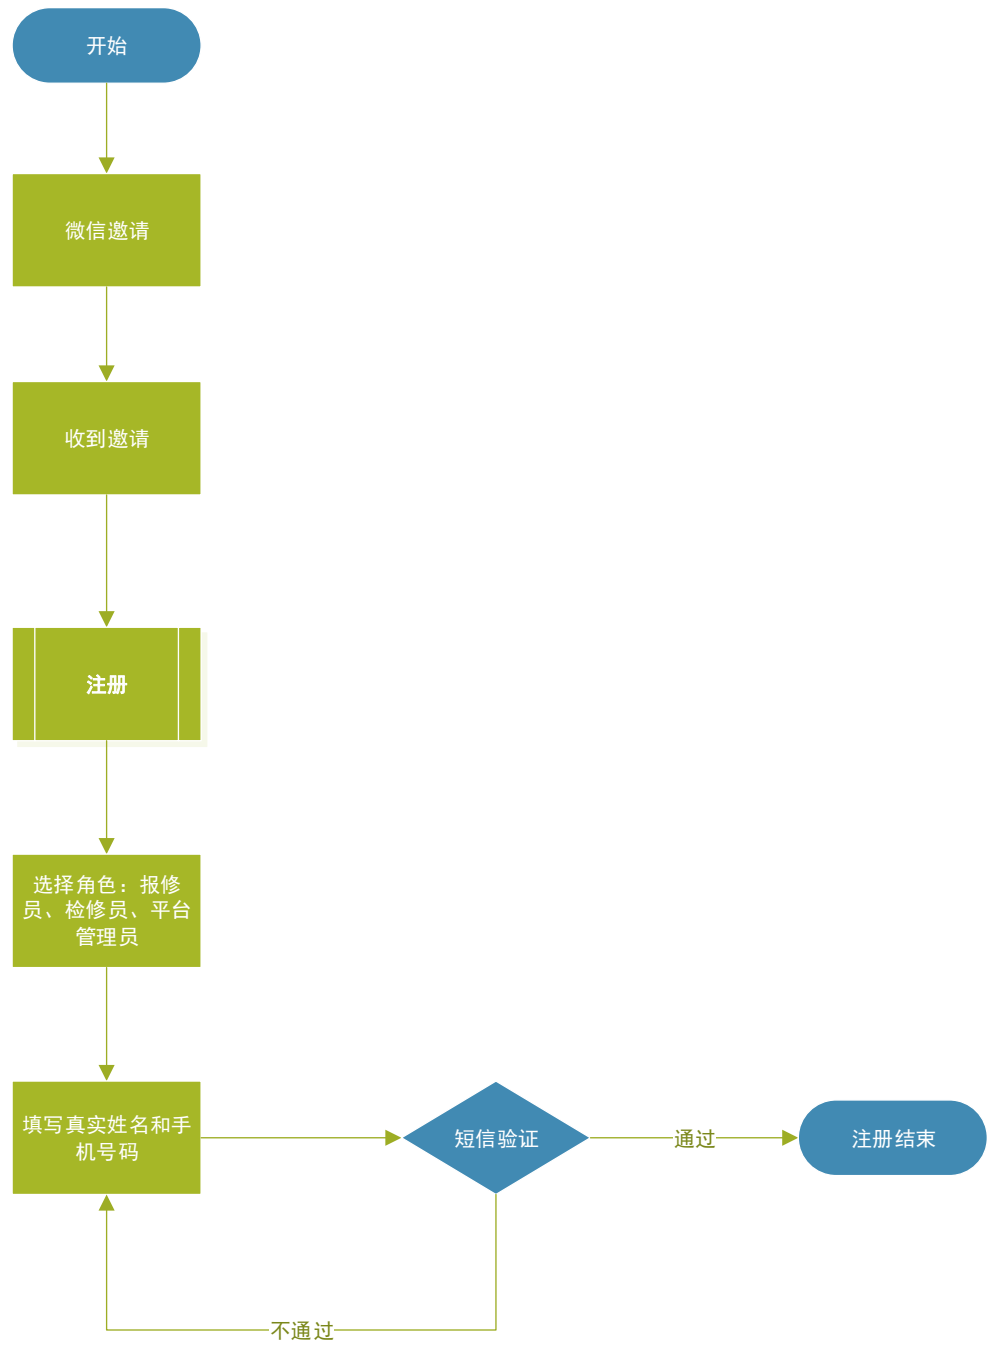 开始
微信邀请
收到邀请
注册
选择角色：报修
员、检修员、平台
管理员
填写真实姓名和手
机号码
短信验证
通过
注册结束
不通过